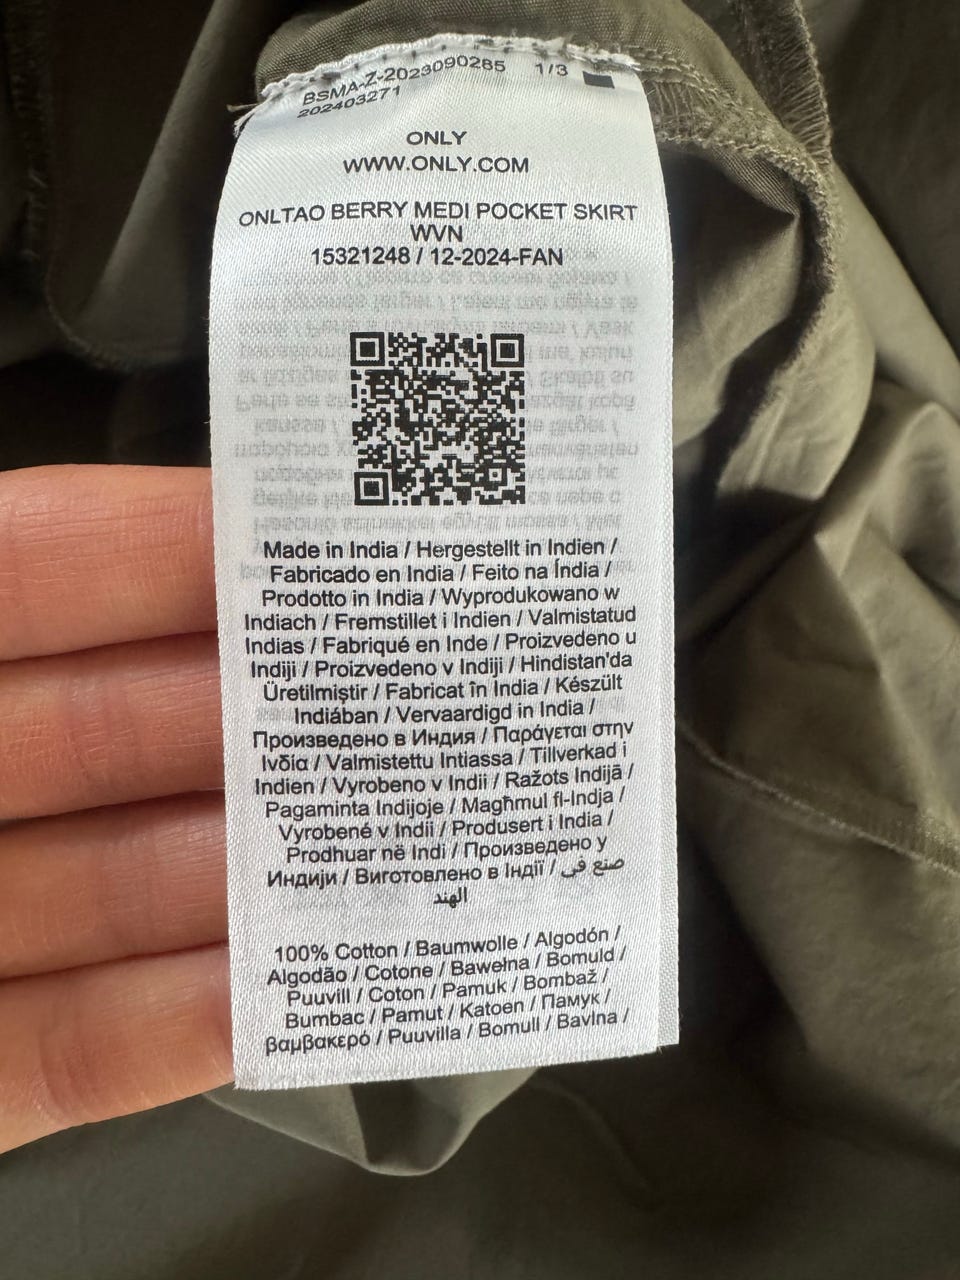 BSMA-Z-2023090285 1/3
202403271
ONLY
WWW.ONLY.COM
ONLTAO BERRY MEDI POCKET SKIRT
WVN
15321248 / 12-2024-FAN
Made in India / Hergestellt in Indien /
Fabricado en India / Feito na Índia /
Prodotto in India / Wyprodukowano w
Indiach / Fremstillet i Indien / Valmistatud
Indias / Fabriqué en Inde / Proizvedeno u
Indiji / Proizvedeno v Indiji / Hindistan'da
Üretilmiştir / Fabricat în India / Készült
Indiában / Vervaardigd in India /
Произведено в Индия / Παράγεται στην
Ινδία / Valmistettu Intiassa / Tillverkad i
Indien / Vyrobeno v Indii / Ražots Indijā /
Pagaminta Indijoje / Magħmul fl-Indja /
Vyrobené v Indii / Produsert i India /
Prodhuar në Indi / Произведено у
Индији / Виготовлено в Індії / صنع في
الهند
100% Cotton / Baumwolle / Algodón /
Algodão / Cotone / Bawełna / Bomuld /
Puuvill / Coton / Pamuk / Bombaž /
Bumbac / Pamut / Katoen / Памук /
βαμβακερό / Puuvilla / Bomull / Bavlna /